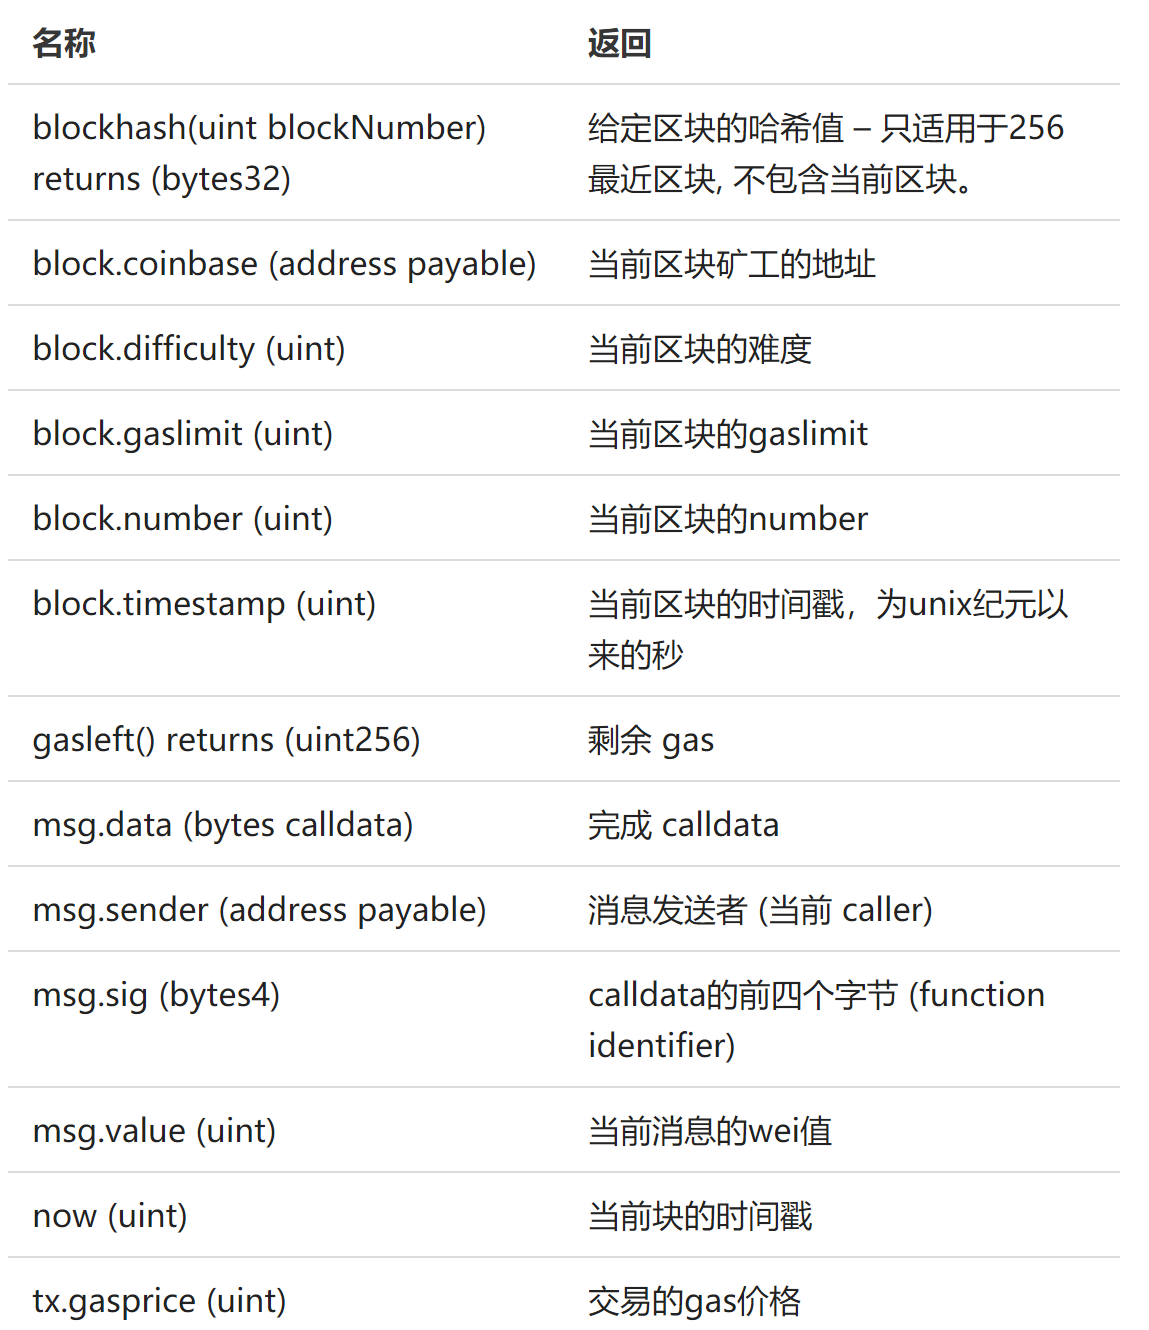 名称 返回
blockhash(uint blockNumber) 给定区块的哈希值 – 只适用于256
returns (bytes32) 最近区块, 不包含当前区块。
block.coinbase (address payable) 当前区块矿工的地址
block.difficulty (uint) 当前区块的难度
block.gaslimit (uint) 当前区块的gaslimit
block.number (uint) 当前区块的number
block.timestamp (uint) 当前区块的时间戳，为unix纪元以
来的秒
gasleft() returns (uint256) 剩余 gas
msg.data (bytes calldata) 完成 calldata
msg.sender (address payable) 消息发送者 (当前 caller)
msg.sig (bytes4) calldata的前四个字节 (function
identifier)
msg.value (uint) 当前消息的wei值
now (uint) 当前块的时间戳
tx.gasprice (uint) 交易的gas价格